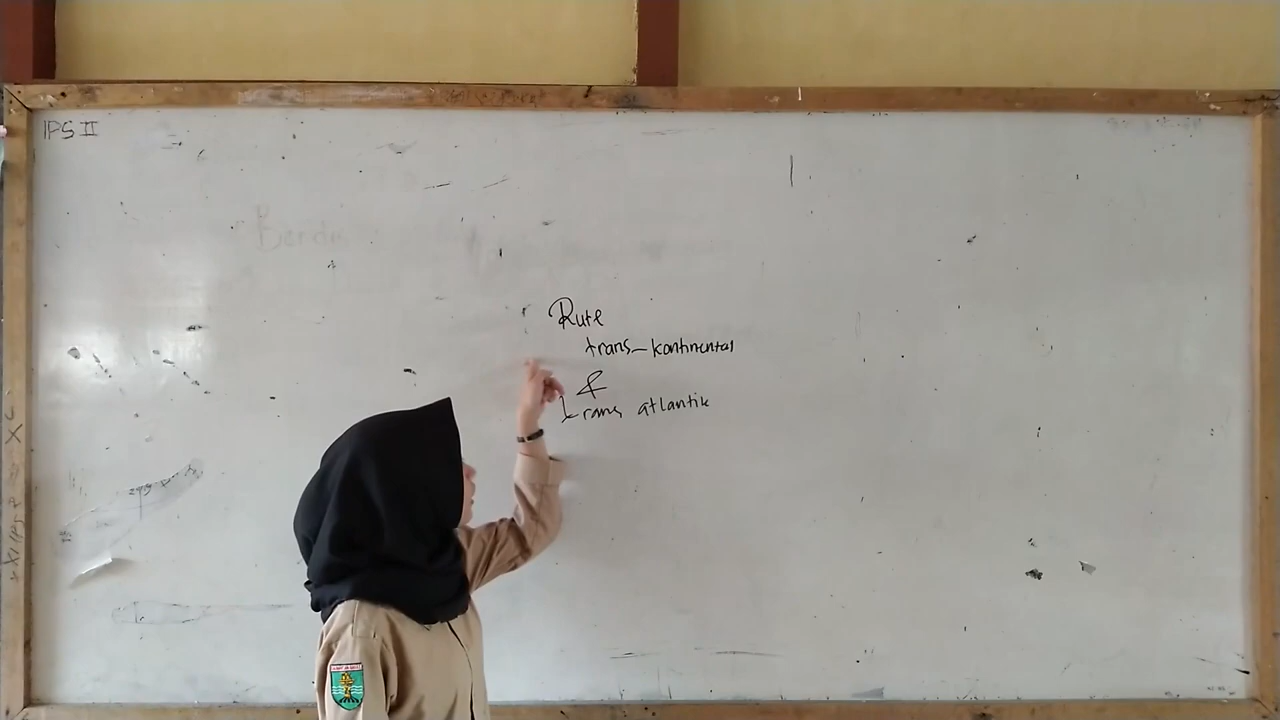 IPS II
Rute
trans-kontinental
&
trans atlantik